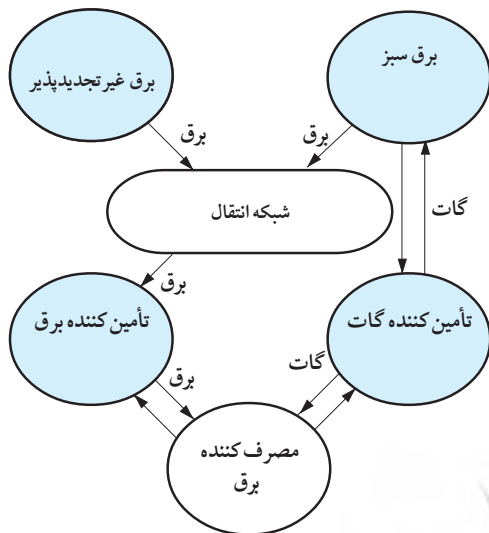 برق سبز
برق غیرتجدیدپذیر
برق
برق
شبکه انتقال
گات
برق
تأمین کننده گات
تأمین کننده برق
گات
برق
مصرف کننده
برق